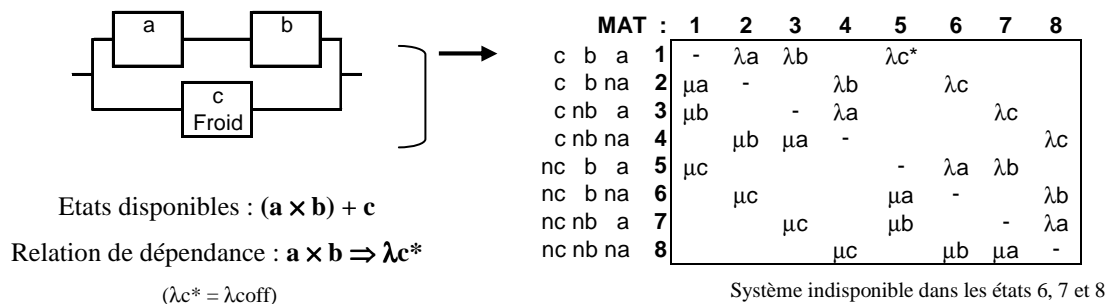 a
b
c
Froid
Etats disponibles : (a × b) + c
Relation de dépendance : a × b ⇒ λc*
(λc* = λcoff)
MAT : 1 2 3 4 5 6 7 8
c b a 1 - λa λb λc*
c b na 2 μa - λb λc
c nb a 3 μb - λa λc
c nb na 4 μb μa - λc
nc b a 5 μc - λa λb
nc b na 6 μc μa - λb
nc nb a 7 μc μb - λa
nc nb na 8 μc μb μa -
Système indisponible dans les états 6, 7 et 8